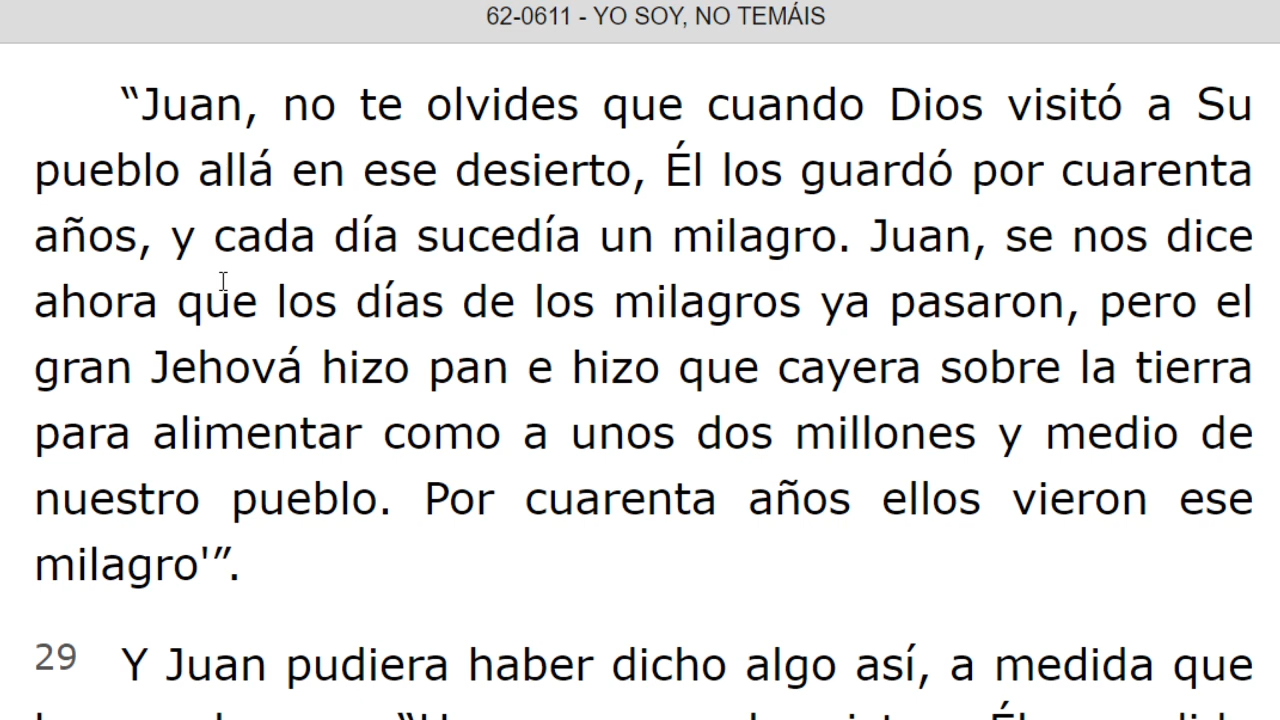 62-0611 - YO SOY, NO TEMÁIS
“Juan, no te olvides que cuando Dios visitó a Su
pueblo allá en ese desierto, Él los guardó por cuarenta
años, y cada día sucedía un milagro. Juan, se nos dice
ahora que los días de los milagros ya pasaron, pero el
gran Jehová hizo pan e hizo que cayera sobre la tierra
para alimentar como a unos dos millones y medio de
nuestro pueblo. Por cuarenta años ellos vieron ese
milagro'”.
29 Y Juan pudiera haber dicho algo así, a medida que